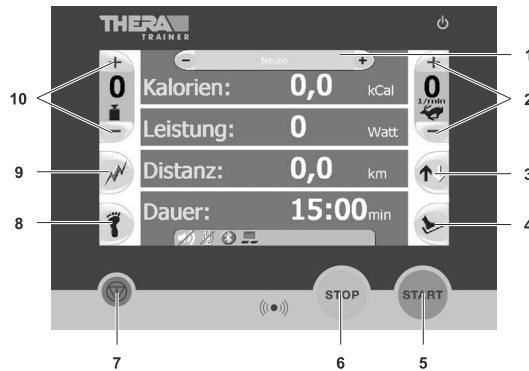 THERA
TRAINER
1
− Neuro +
+
0
−
+
0
1/min
−
10
2
Kalorien: 0,0 kCal
Leistung: 0 Watt
9
Distanz: 0,0 km
3
8
Dauer: 15:00 min
4
STOP
START
7
6
5